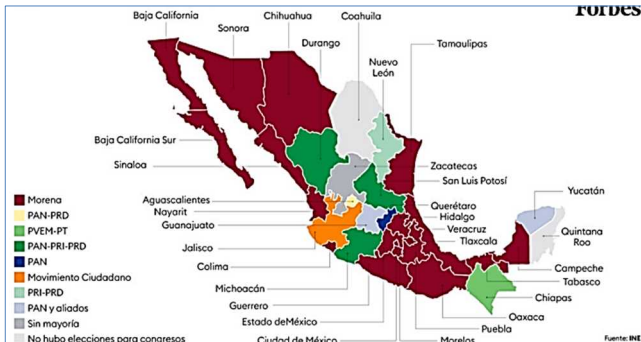 Forbes
Baja California
Sonora
Chihuahua
Coahuila
Durango
Tamaulipas
Nuevo
León
Baja California Sur
Sinaloa
Zacatecas
San Luis Potosí
Aguascalientes
Nayarit
Guanajuato
Jalisco
Colima
Michoacán
Guerrero
Estado de México
Ciudad de México
Querétaro
Hidalgo
Veracruz
Tlaxcala
Yucatán
Quintana
Roo
Campeche
Tabasco
Chiapas
Oaxaca
Puebla
Morelos
Morena
PAN-PRD
PVEM-PT
PAN-PRI-PRD
PAN
Movimiento Ciudadano
PRI-PRD
PAN y aliados
Sin mayoría
No hubo elecciones para congresos
Fuente: INE